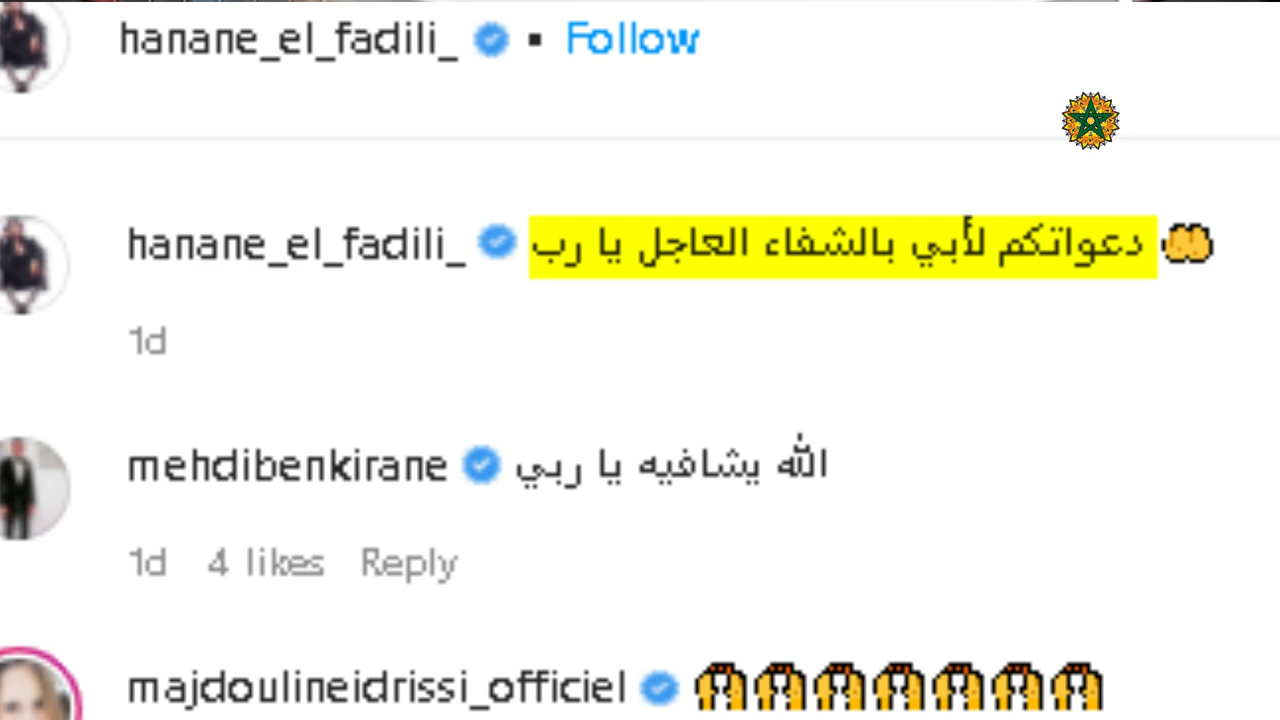 hanane_el_fadili_ • Follow
hanane_el_fadili_ دعواتكم لأبي بالشفاء العاجل يا رب 🤲
1d
mehdibenkirane الله يشافيه يا ربي
1d 4 likes Reply
majdoulineidrissi_officiel